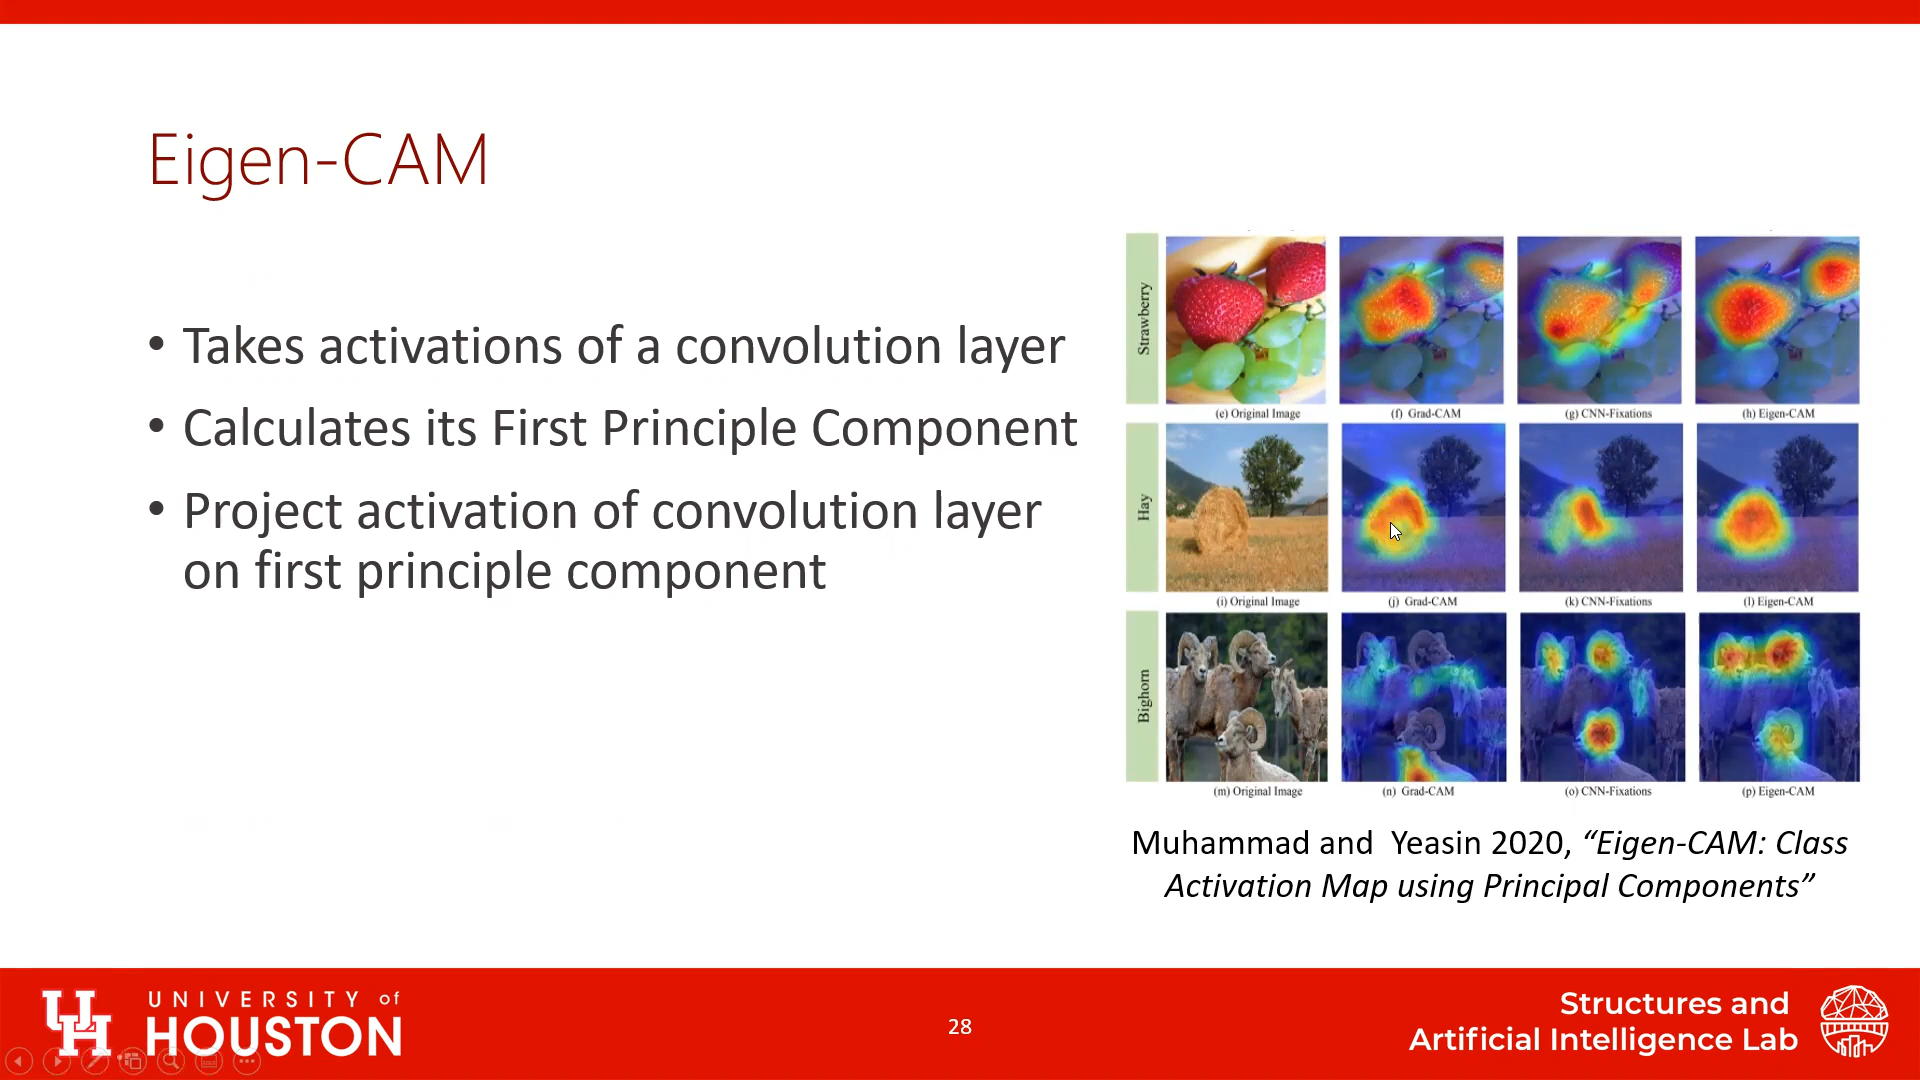 Eigen-CAM
• Takes activations of a convolution layer
• Calculates its First Principle Component
• Project activation of convolution layer
on first principle component
Strawberry
(e) Original Image
(f) Grad-CAM
(g) CNN-Fixations
(h) Eigen-CAM
Hay
(i) Original Image
(j) Grad-CAM
(k) CNN-Fixations
(l) Eigen-CAM
Bighorn
(m) Original Image
(n) Grad-CAM
(o) CNN-Fixations
(p) Eigen-CAM
Muhammad and Yeasin 2020, “Eigen-CAM: Class
Activation Map using Principal Components”
UNIVERSITY of
HOUSTON
28
Structures and
Artificial Intelligence Lab